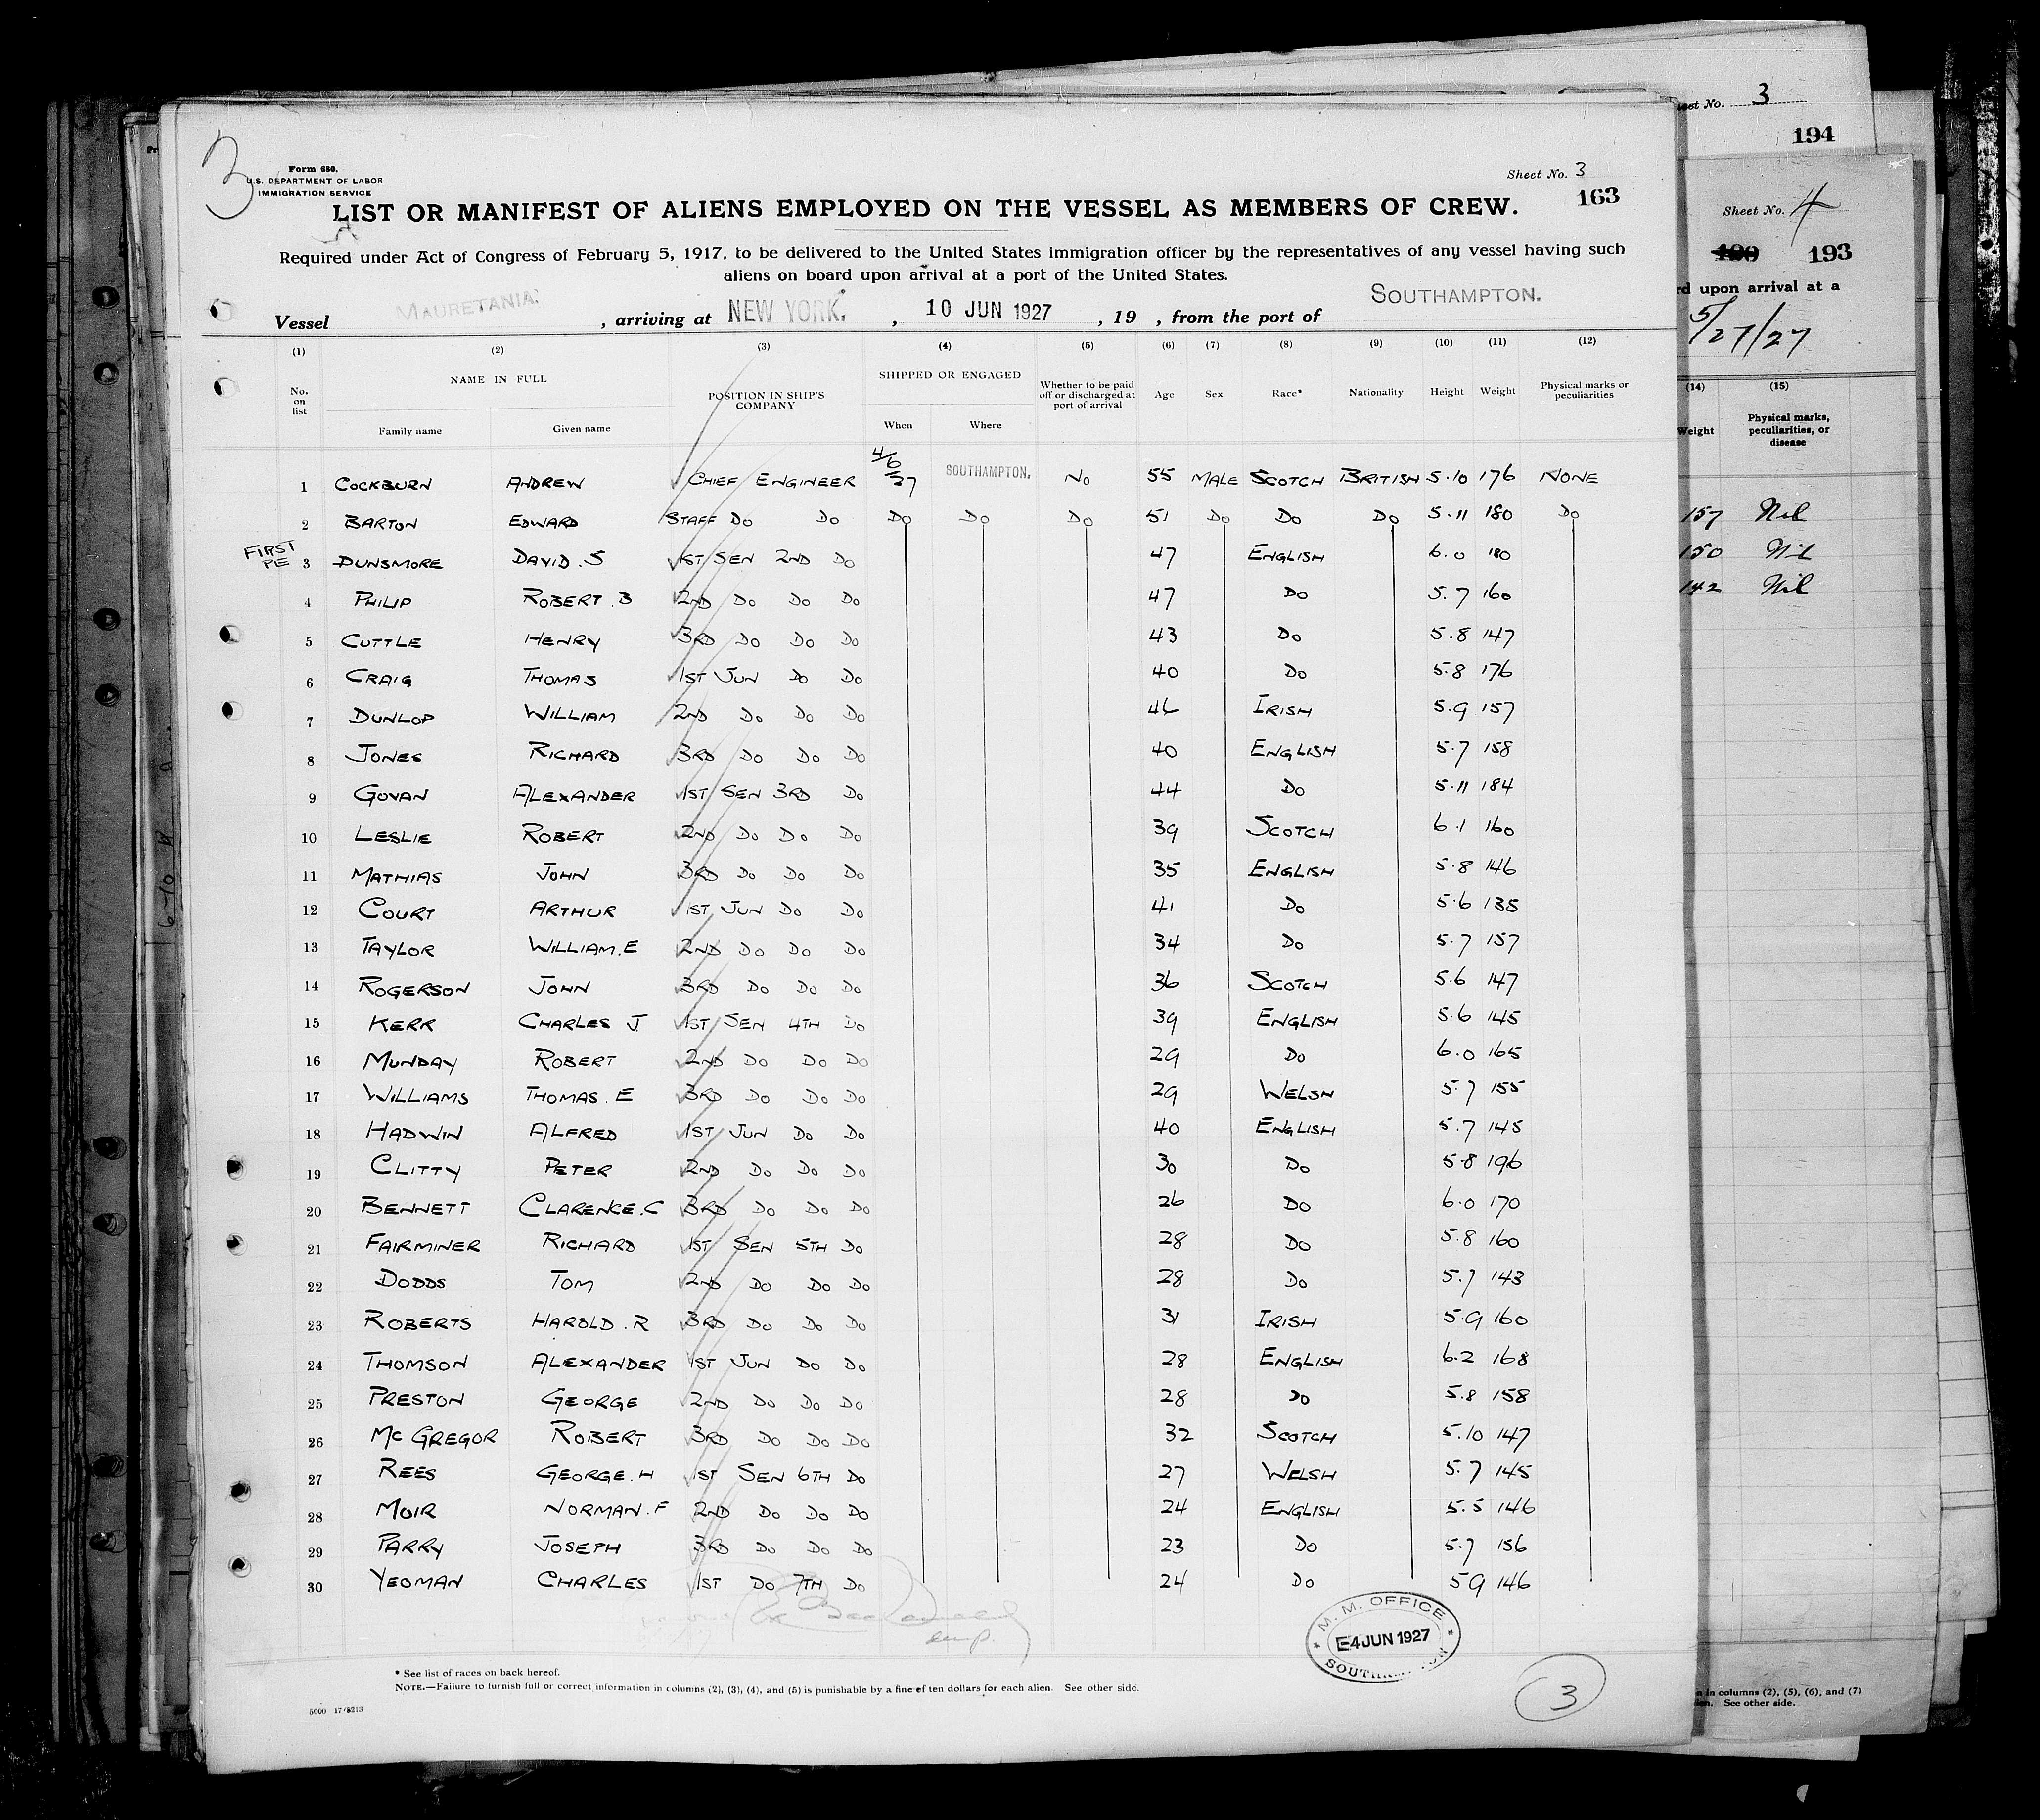 Sheet No. 3
194
3
Form 680.
U.S. DEPARTMENT OF LABOR
IMMIGRATION SERVICE
Sheet No. 3
163
LIST OR MANIFEST OF ALIENS EMPLOYED ON THE VESSEL AS MEMBERS OF CREW.
Required under Act of Congress of February 5, 1917, to be delivered to the United States immigration officer by the representatives of any vessel having such
aliens on board upon arrival at a port of the United States.
Vessel MAURETANIA. , arriving at NEW YORK. , 10 JUN 1927 , 19 , from the port of SOUTHAMPTON.
(1) (2) (3) (4) (5) (6) (7) (8) (9) (10) (11) (12)
No. on list NAME IN FULL Family name Given name POSITION IN SHIP'S COMPANY SHIPPED OR ENGAGED When Where Whether to be paid off or discharged at port of arrival Age Sex Race* Nationality Height Weight Physical marks or peculiarities
1 COCKBURN ANDREW CHIEF ENGINEER 4/6/27 SOUTHAMPTON. NO 55 MALE SCOTCH BRITISH 5.10 176 NONE
2 BARTON EDWARD STAFF DO DO DO DO DO 51 DO DO DO 5.11 180 DO
FIRST PE 3 DUNSMORE DAVID.S 1ST SEN 2ND DO 47 ENGLISH 6.0 180
4 PHILIP ROBERT.B 2ND DO DO DO 47 DO 5.7 160
5 CUTTLE HENRY 3RD DO DO DO 43 DO 5.8 147
6 CRAIG THOMAS 1ST JUN DO DO 40 DO 5.8 176
7 DUNLOP WILLIAM 2ND DO DO DO 46 IRISH 5.9 157
8 JONES RICHARD 3RD DO DO DO 40 ENGLISH 5.7 158
9 GOVAN ALEXANDER 1ST SEN 3RD DO 44 DO 5.11 184
10 LESLIE ROBERT 2ND DO DO DO 39 SCOTCH 6.1 160
11 MATHIAS JOHN 3RD DO DO DO 35 ENGLISH 5.8 146
12 COURT ARTHUR 1ST JUN DO DO 41 DO 5.6 135
13 TAYLOR WILLIAM.E 2ND DO DO DO 34 DO 5.7 157
14 ROGERSON JOHN 3RD DO DO DO 36 SCOTCH 5.6 147
15 KERR CHARLES J 1ST SEN 4TH DO 39 ENGLISH 5.6 145
16 MUNDAY ROBERT 2ND DO DO DO 29 DO 6.0 165
17 WILLIAMS THOMAS.E 3RD DO DO DO 29 WELSH 5.7 155
18 HADWIN ALFRED 1ST JUN DO DO 40 ENGLISH 5.7 145
19 CLITTY PETER 2ND DO DO DO 30 DO 5.8 196
20 BENNETT CLARENCE.C 3RD DO DO DO 26 DO 6.0 170
21 FAIRMINER RICHARD 1ST SEN 5TH DO 28 DO 5.8 160
22 DODDS TOM 2ND DO DO DO 28 DO 5.7 143
23 ROBERTS HAROLD.R 3RD DO DO DO 31 IRISH 5.9 160
24 THOMSON ALEXANDER 1ST JUN DO DO 28 ENGLISH 6.2 168
25 PRESTON GEORGE 2ND DO DO DO 28 DO 5.8 158
26 MCGREGOR ROBERT 3RD DO DO DO 32 SCOTCH 5.10 147
27 REES GEORGE.H 1ST SEN 6TH DO 27 WELSH 5.7 145
28 MOIR NORMAN.F 2ND DO DO DO 24 ENGLISH 5.5 146
29 PARRY JOSEPH 3RD DO DO DO 23 DO 5.7 156
30 YEOMAN CHARLES 1ST DO 7TH DO 24 DO 5 9 146
M. M. OFFICE
4 JUN 1927
* See list of races on back hereof.
NOTE.—Failure to furnish full or correct information in columns (2), (3), (4), and (5) is punishable by a fine of ten dollars for each alien. See other side.
3
Sheet No. 4
193
rd upon arrival at a
5/27/27
(14) (15)
Weight Physical marks, peculiarities, or disease
157 Nil
150 Nil
142 Nil
n in columns (2), (5), (6), and (7)
See other side.